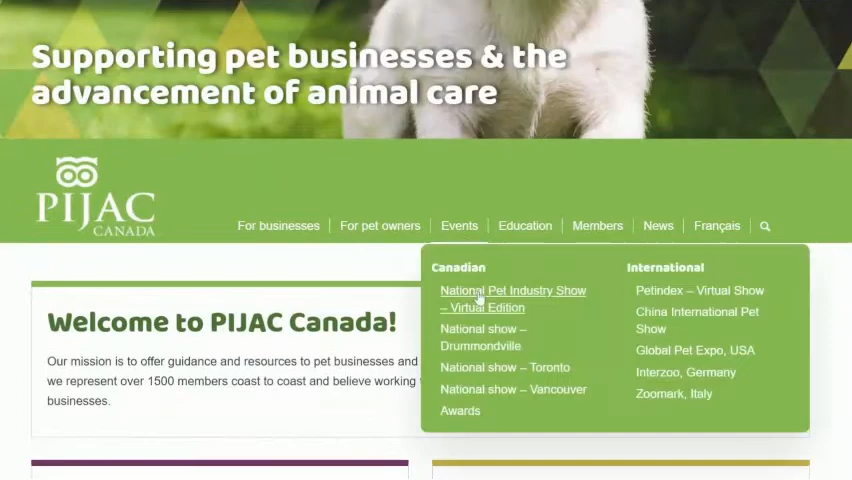 Supporting pet businesses & the
advancement of animal care
PIJAC
CANADA
For businesses
For pet owners
Events
Education
Members
News
Français
Canadian
National Pet Industry Show
– Virtual Edition
National show –
Drummondville
National show – Toronto
National show – Vancouver
Awards
International
Petindex – Virtual Show
China International Pet
Show
Global Pet Expo, USA
Interzoo, Germany
Zoomark, Italy
Welcome to PIJAC Canada!
Our mission is to offer guidance and resources to pet businesses and
we represent over 1500 members coast to coast and believe working
businesses.